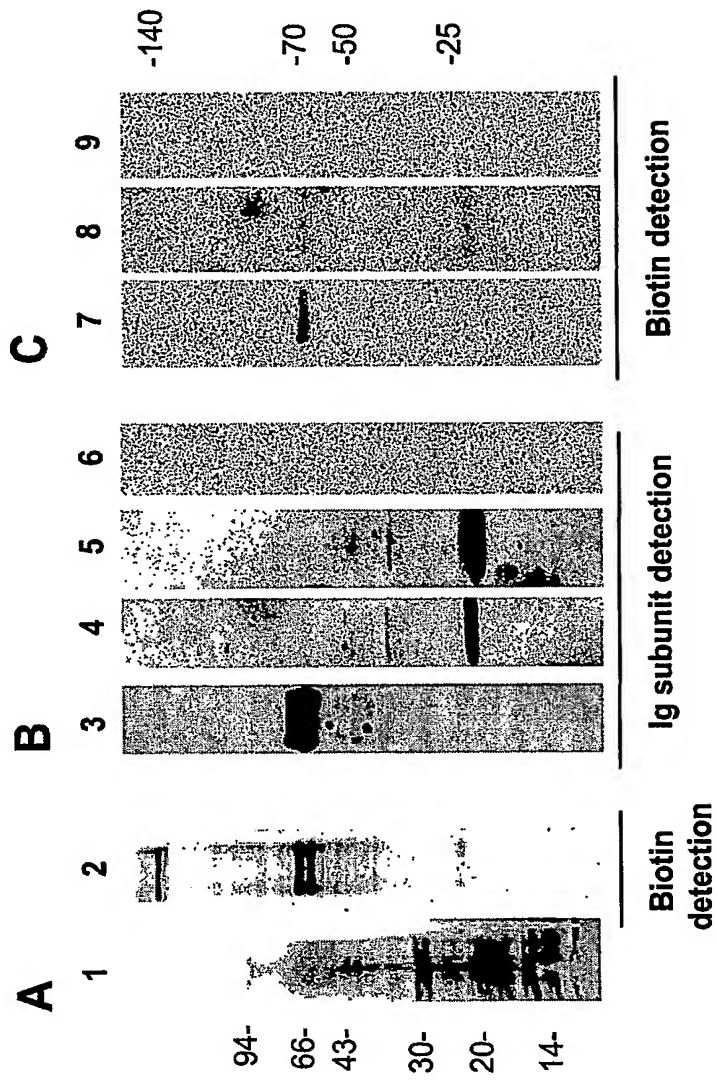 A
B
C
1
2
3
4
5
6
7
8
9
94-
66-
43-
30-
20-
14-
-140
-70
-50
-25
Biotin
detection
Ig subunit detection
Biotin detection